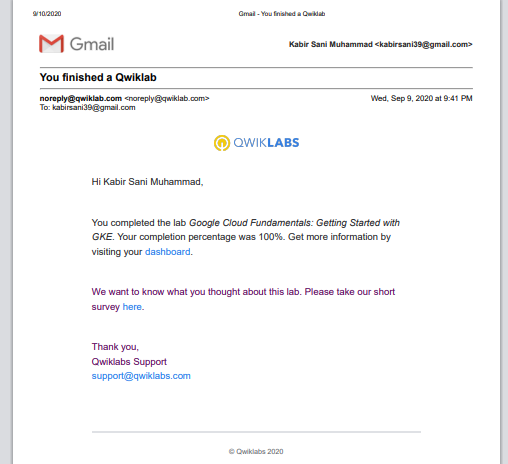 9/10/2020 Gmail - You finished a Qwiklab
Gmail Kabir Sani Muhammad <kabirsani39@gmail.com>
You finished a Qwiklab
noreply@qwiklab.com <noreply@qwiklab.com> Wed, Sep 9, 2020 at 9:41 PM
To: kabirsani39@gmail.com
QWIKLABS
Hi Kabir Sani Muhammad,
You completed the lab Google Cloud Fundamentals: Getting Started with
GKE. Your completion percentage was 100%. Get more information by
visiting your dashboard.
We want to know what you thought about this lab. Please take our short
survey here.
Thank you,
Qwiklabs Support
support@qwiklabs.com
© Qwiklabs 2020